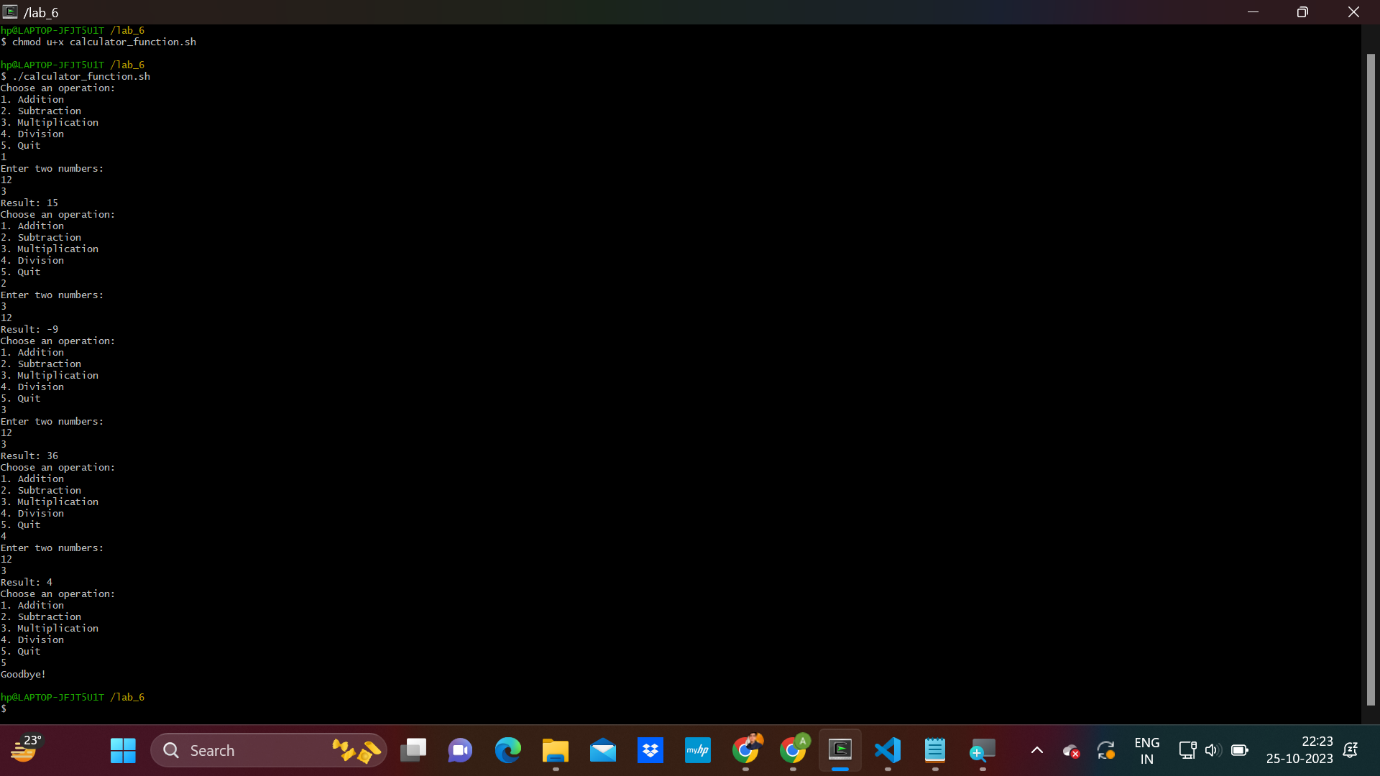 /lab_6
hp@LAPTOP-JFJT5U1T /lab_6
$ chmod u+x calculator_function.sh
hp@LAPTOP-JFJT5U1T /lab_6
$ ./calculator_function.sh
Choose an operation:
1. Addition
2. Subtraction
3. Multiplication
4. Division
5. Quit
1
Enter two numbers:
12
3
Result: 15
Choose an operation:
1. Addition
2. Subtraction
3. Multiplication
4. Division
5. Quit
2
Enter two numbers:
3
12
Result: -9
Choose an operation:
1. Addition
2. Subtraction
3. Multiplication
4. Division
5. Quit
3
Enter two numbers:
12
3
Result: 36
Choose an operation:
1. Addition
2. Subtraction
3. Multiplication
4. Division
5. Quit
4
Enter two numbers:
12
3
Result: 4
Choose an operation:
1. Addition
2. Subtraction
3. Multiplication
4. Division
5. Quit
5
Goodbye!
hp@LAPTOP-JFJT5U1T /lab_6
$
23°
Search
myhp
A
ENG
IN
22:23
25-10-2023